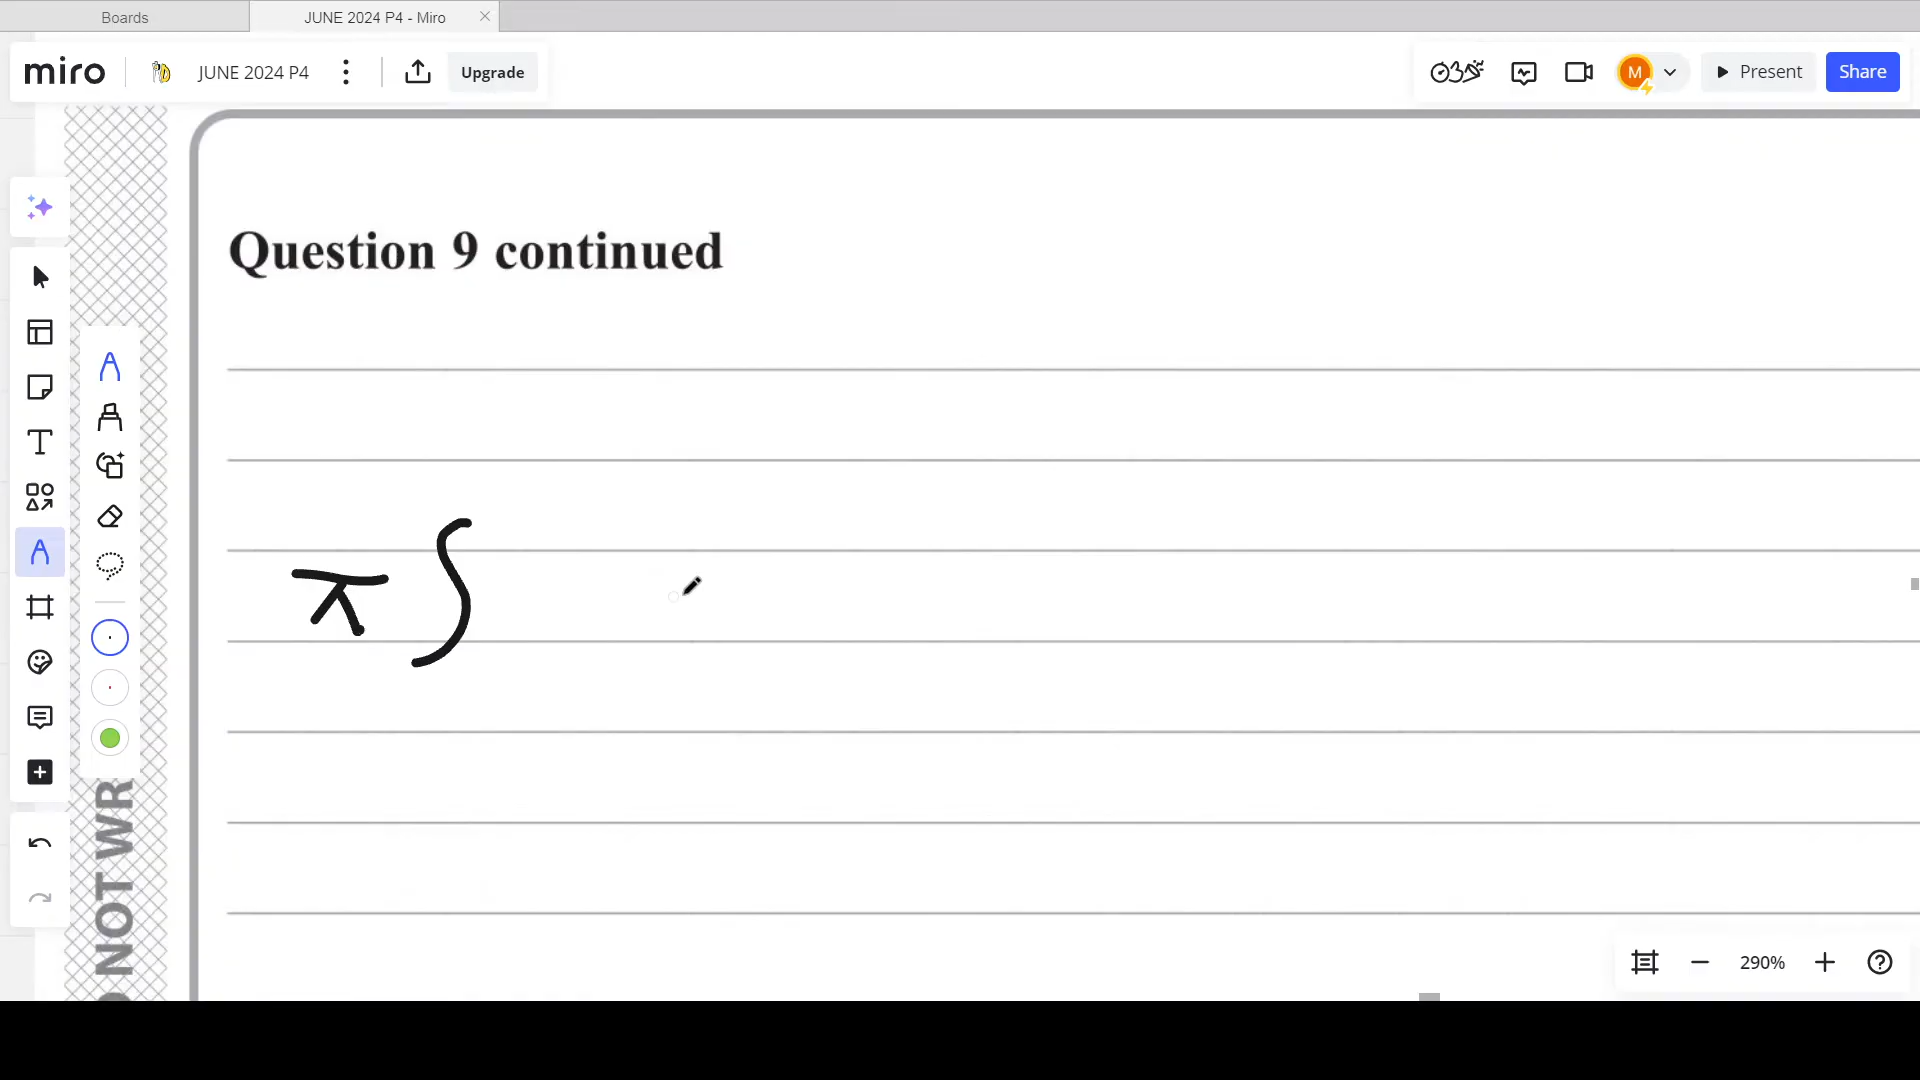 Boards
JUNE 2024 P4 - Miro
miro
JUNE 2024 P4
Upgrade
M
Present
Share
Question 9 continued
π ∫
NOT WR
290%